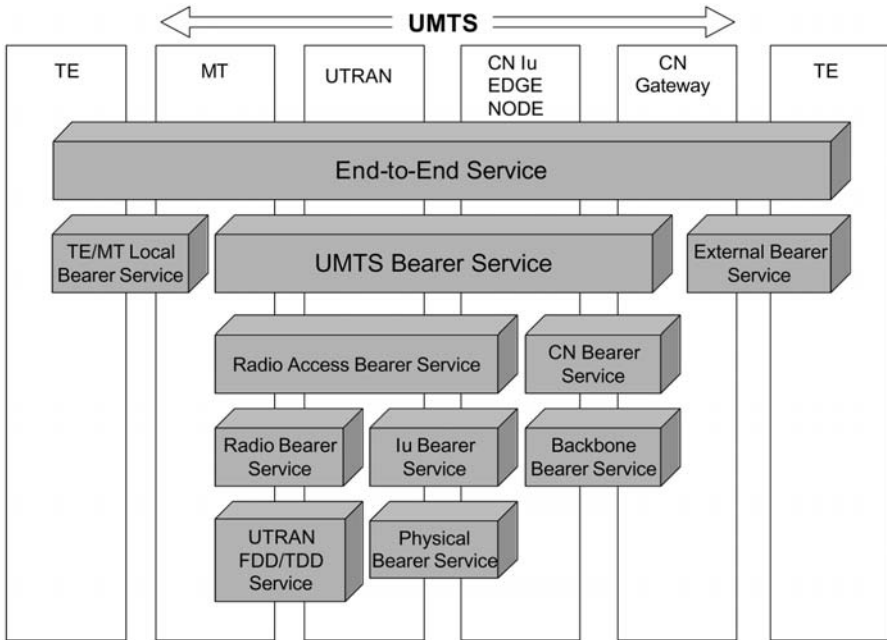 UMTS
TE
MT
UTRAN
CN Iu
EDGE
NODE
CN
Gateway
TE
End-to-End Service
TE/MT Local
Bearer Service
UMTS Bearer Service
External Bearer
Service
Radio Access Bearer Service
CN Bearer
Service
Radio Bearer
Service
Iu Bearer
Service
Backbone
Bearer Service
UTRAN
FDD/TDD
Service
Physical
Bearer Service